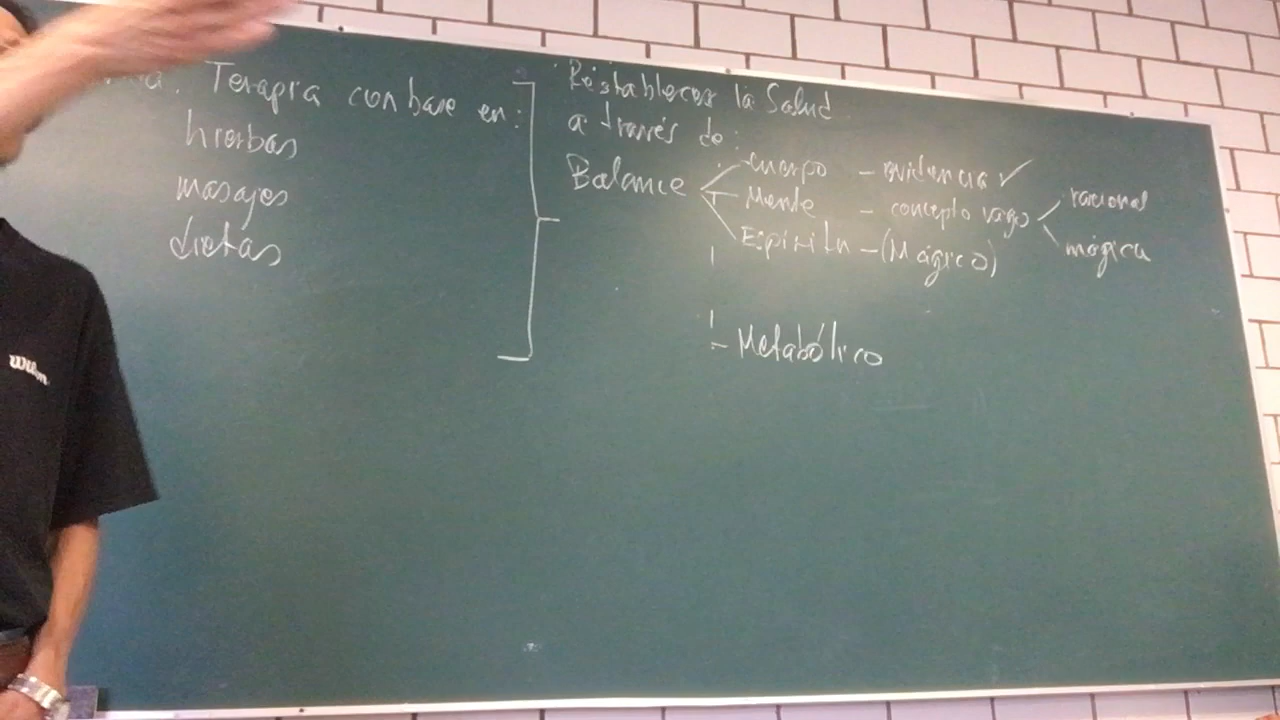 Terapia con base en:
hierbas
masajes
dietas
Restablecer la Salud
a través de:
Balance
Cuerpo - evidencia ✓
Mente - concepto vago
racional
mágica
Espíritu - (Mágico)
- Metabólico
Wilson